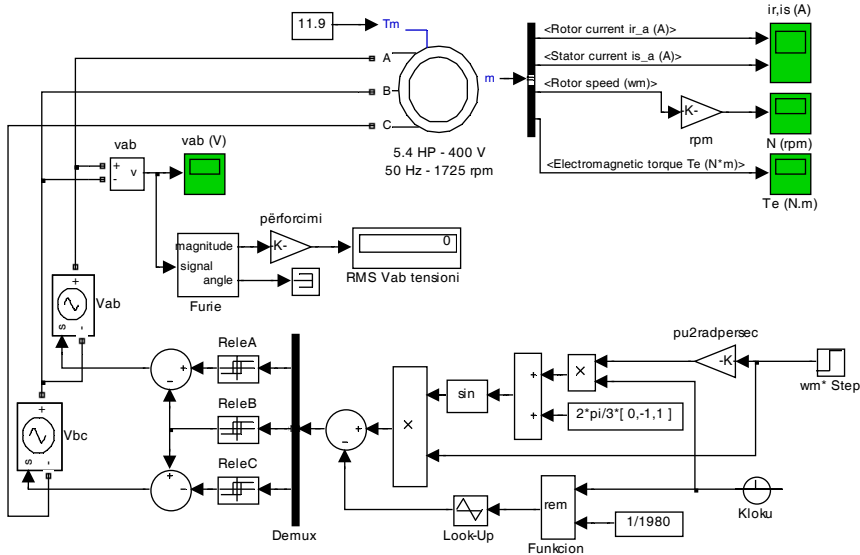 ir,is (A)
11.9
Tm
<Rotor current ir_a (A)>
A
<Stator current is_a (A)>
m
B
<Rotor speed (wm)>
-K-
C
rpm
N (rpm)
vab
vab (V)
5.4 HP - 400 V
50 Hz - 1725 rpm
<Electromagnetic torque Te (N*m)>
+
-
v
Te (N.m)
përforcimi
magnitude
-K-
0
signal
angle
RMS Vab tensioni
Furie
+
Vab
s
-
ReleA
pu2radpersec
-K
wm* Step
-
+
×
sin
ReleB
+
2*pi/3*[ 0,-1,1 ]
+
Vbc
×
-
s
-
ReleC
+
-
rem
Kloku
1/1980
Demux
Look-Up
Funkcion